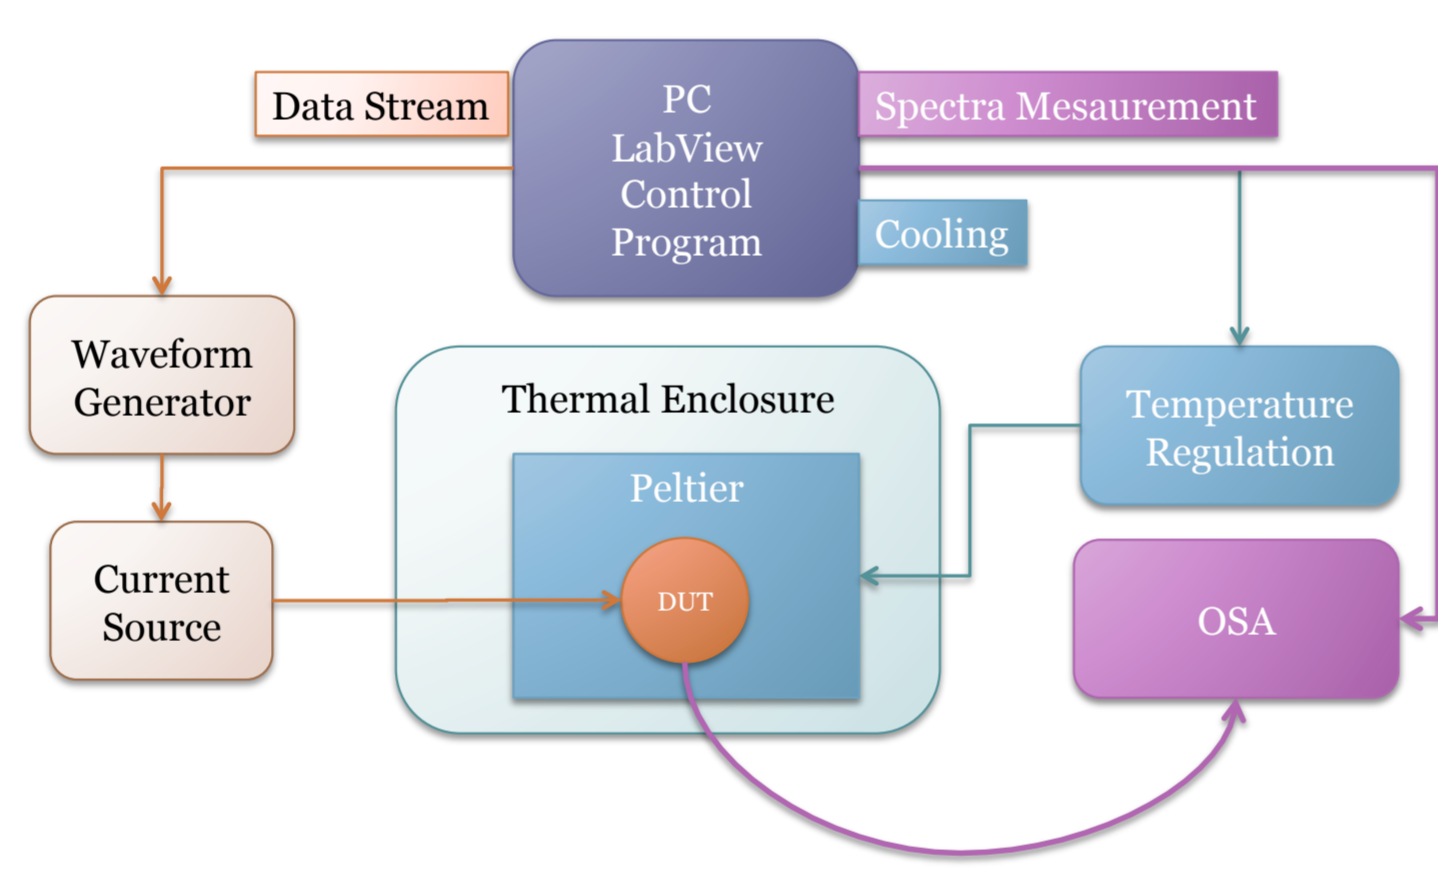 Data Stream
PC
LabView
Control
Program
Spectra Mesaurement
Cooling
Waveform
Generator
Thermal Enclosure
Temperature
Regulation
Peltier
Current
Source
DUT
OSA